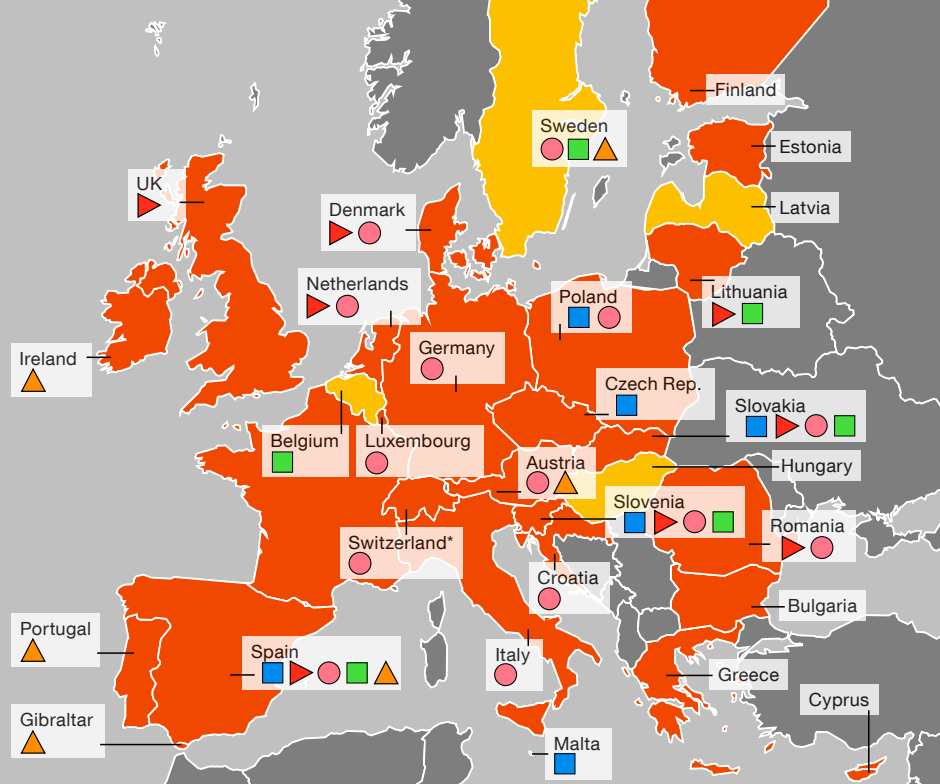 Finland
Sweden
Estonia
UK
Latvia
Denmark
Netherlands
Poland
Lithuania
Ireland
Germany
Czech Rep.
Slovakia
Belgium
Luxembourg
Austria
Hungary
Slovenia
Romania
Switzerland*
Croatia
Bulgaria
Portugal
Spain
Italy
Greece
Cyprus
Gibraltar
Malta